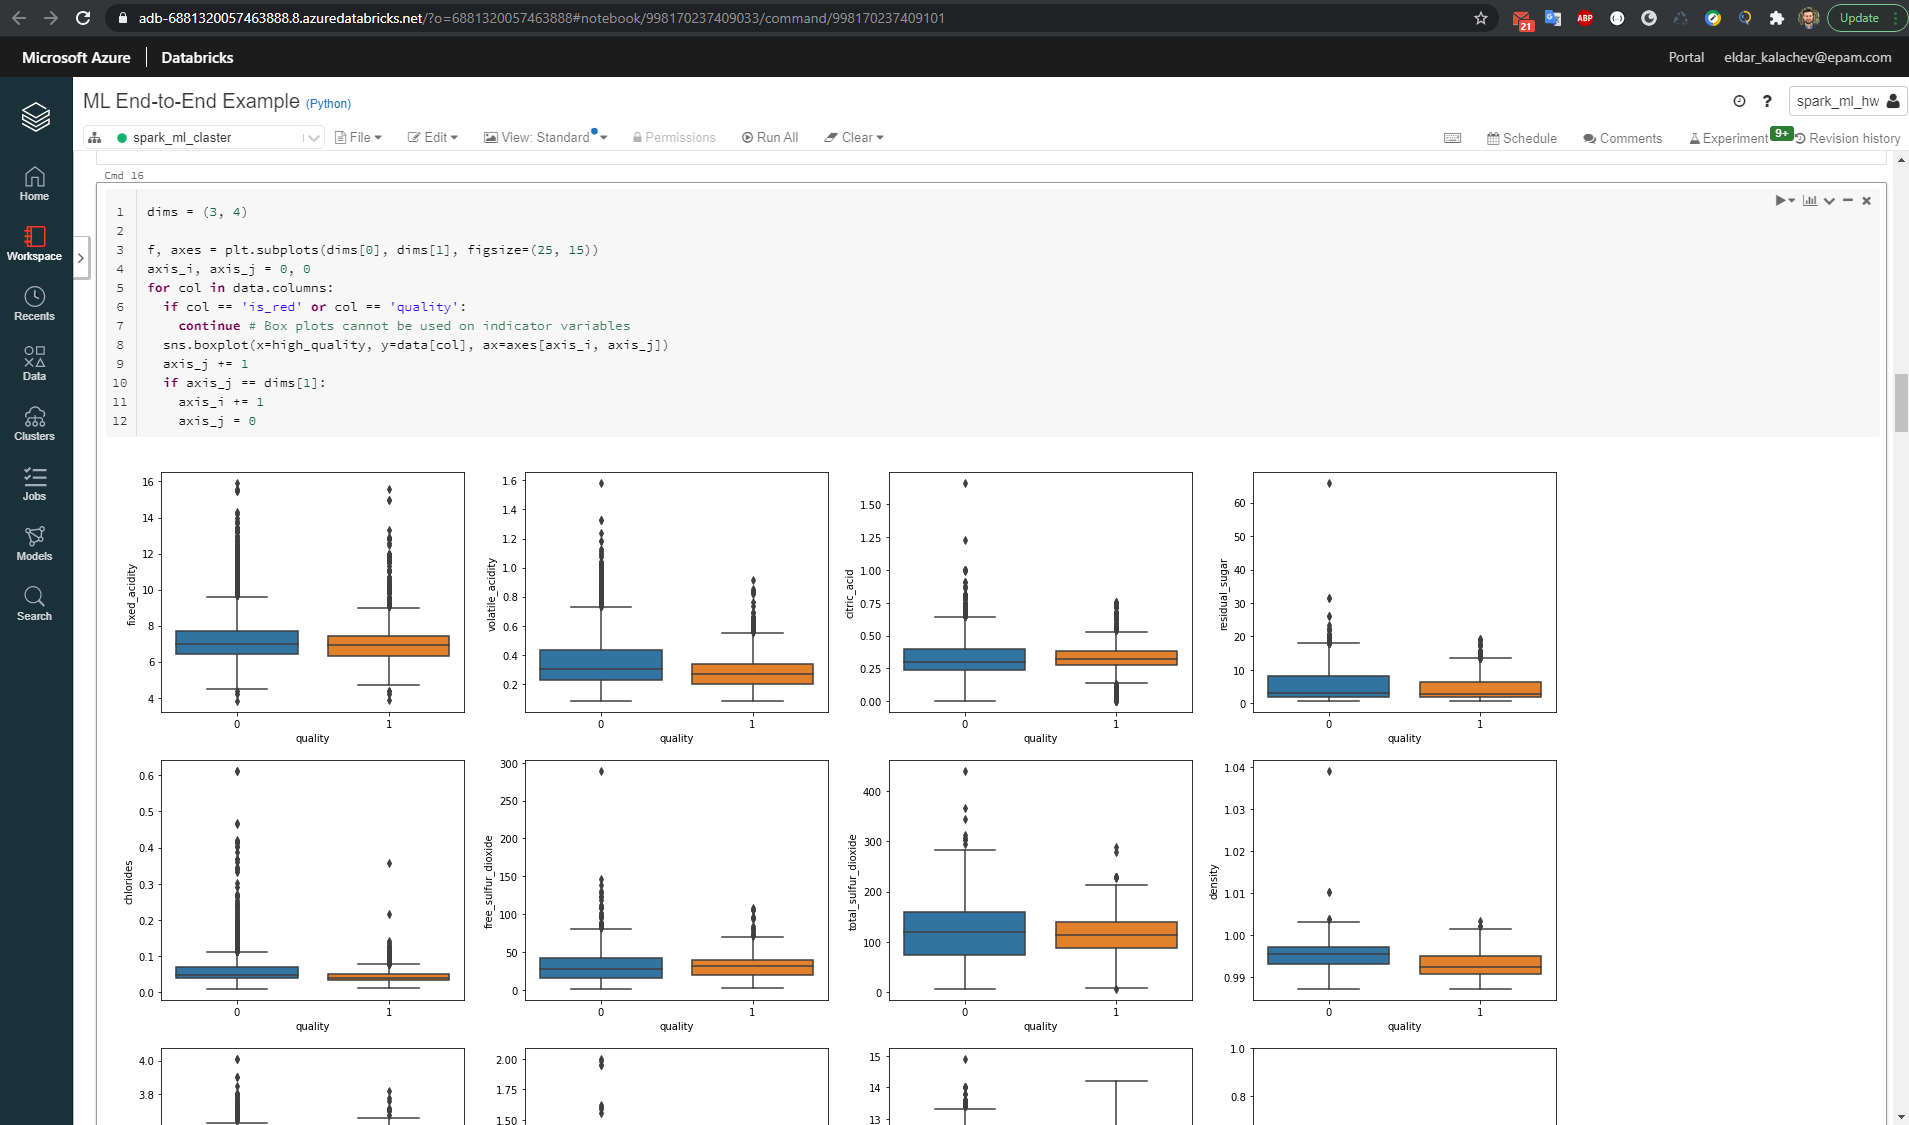 adb-6881320057463888.8.azuredatabricks.net/?o=6881320057463888#notebook/998170237409033/command/998170237409101
21
ABP
Update
Microsoft Azure
Databricks
Portal
eldar_kalachev@epam.com
ML End-to-End Example (Python)
spark_ml_hw
spark_ml_claster
File
Edit
View: Standard
Permissions
Run All
Clear
Schedule
Comments
Experiment
9+
Revision history
Home
Workspace
Recents
Data
Clusters
Jobs
Models
Search
Cmd 16
1 dims = (3, 4)
2
3 f, axes = plt.subplots(dims[0], dims[1], figsize=(25, 15))
4 axis_i, axis_j = 0, 0
5 for col in data.columns:
6 if col == 'is_red' or col == 'quality':
7 continue # Box plots cannot be used on indicator variables
8 sns.boxplot(x=high_quality, y=data[col], ax=axes[axis_i, axis_j])
9 axis_j += 1
10 if axis_j == dims[1]:
11 axis_i += 1
12 axis_j = 0
16
14
12
10
8
6
4
fixed_acidity
0 1
quality
1.6
1.4
1.2
1.0
0.8
0.6
0.4
0.2
volatile_acidity
0 1
quality
1.50
1.25
1.00
0.75
0.50
0.25
0.00
citric_acid
0 1
quality
60
50
40
30
20
10
0
residual_sugar
0 1
quality
0.6
0.5
0.4
0.3
0.2
0.1
0.0
chlorides
0 1
quality
300
250
200
150
100
50
0
free_sulfur_dioxide
0 1
quality
400
300
200
100
0
total_sulfur_dioxide
0 1
quality
1.04
1.03
1.02
1.01
1.00
0.99
density
0 1
quality
4.0
3.8
2.00
1.75
1.50
15
14
13
1.0
0.8